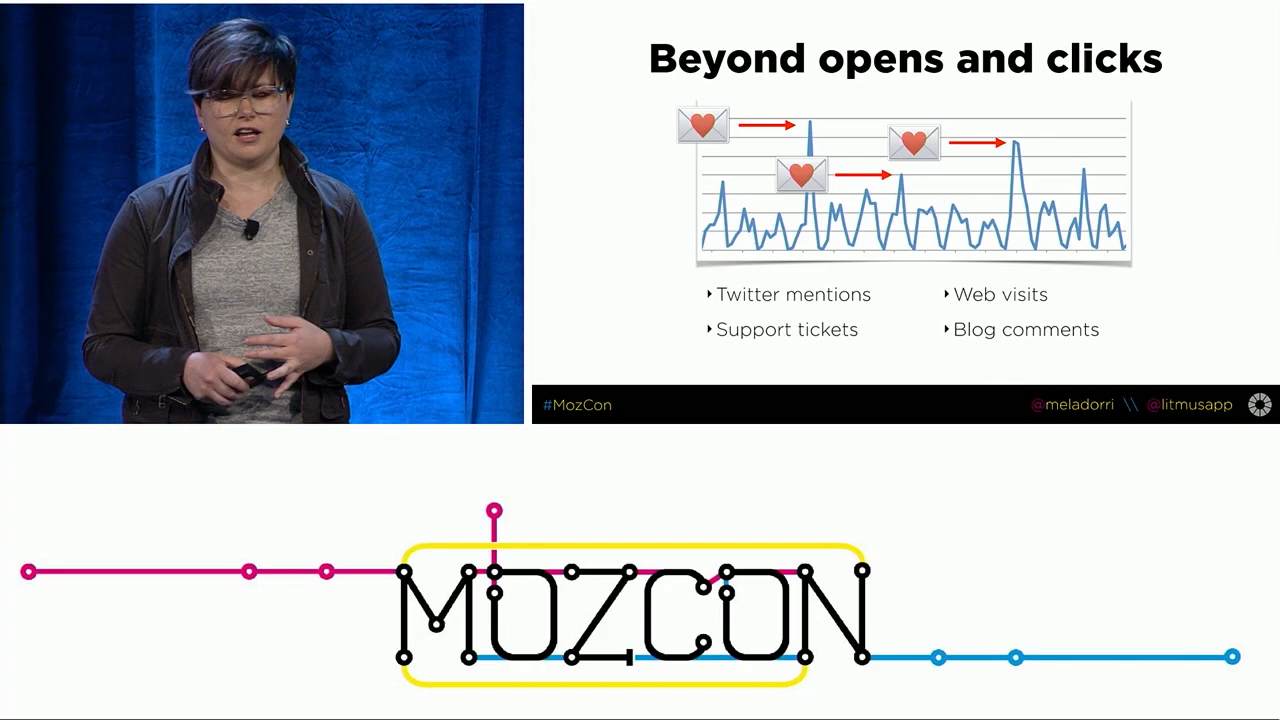 Beyond opens and clicks
‣ Twitter mentions
‣ Web visits
‣ Support tickets
‣ Blog comments
#MozCon
@meladorri \\ @litmusapp
MOZCON